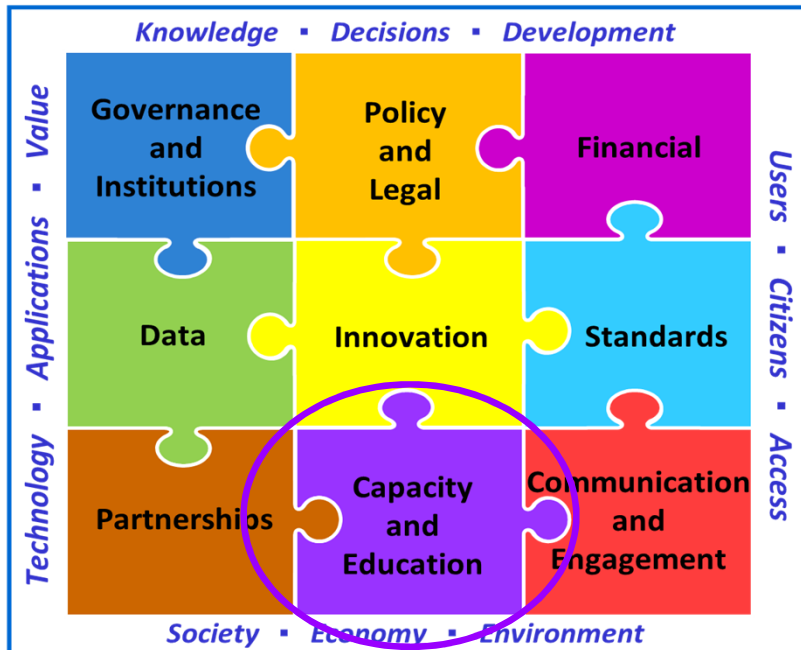 Knowledge ▪ Decisions ▪ Development
Technology ▪ Applications ▪ Value
Governance
and
Institutions
Policy
and
Legal
Financial
Data
Innovation
Standards
Partnerships
Capacity
and
Education
Communication
and
Engagement
Users ▪ Citizens ▪ Access
Society ▪ Economy ▪ Environment